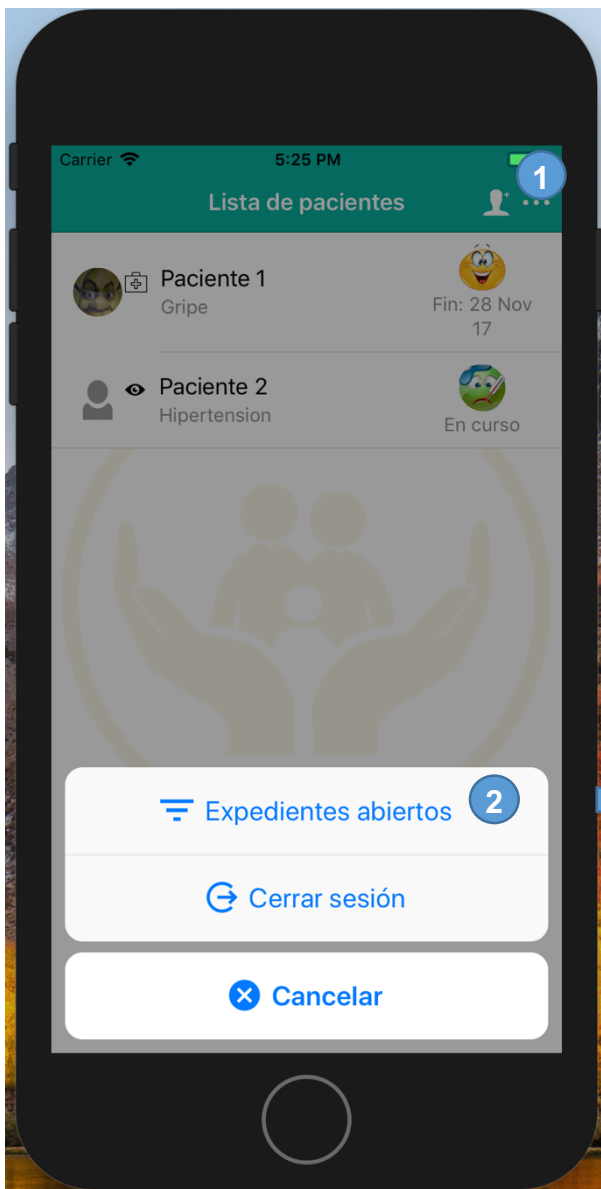 Carrier 5:25 PM
1
Lista de pacientes
Paciente 1
Gripe
Fin: 28 Nov
17
Paciente 2
Hipertension
En curso
Expedientes abiertos
2
Cerrar sesión
Cancelar